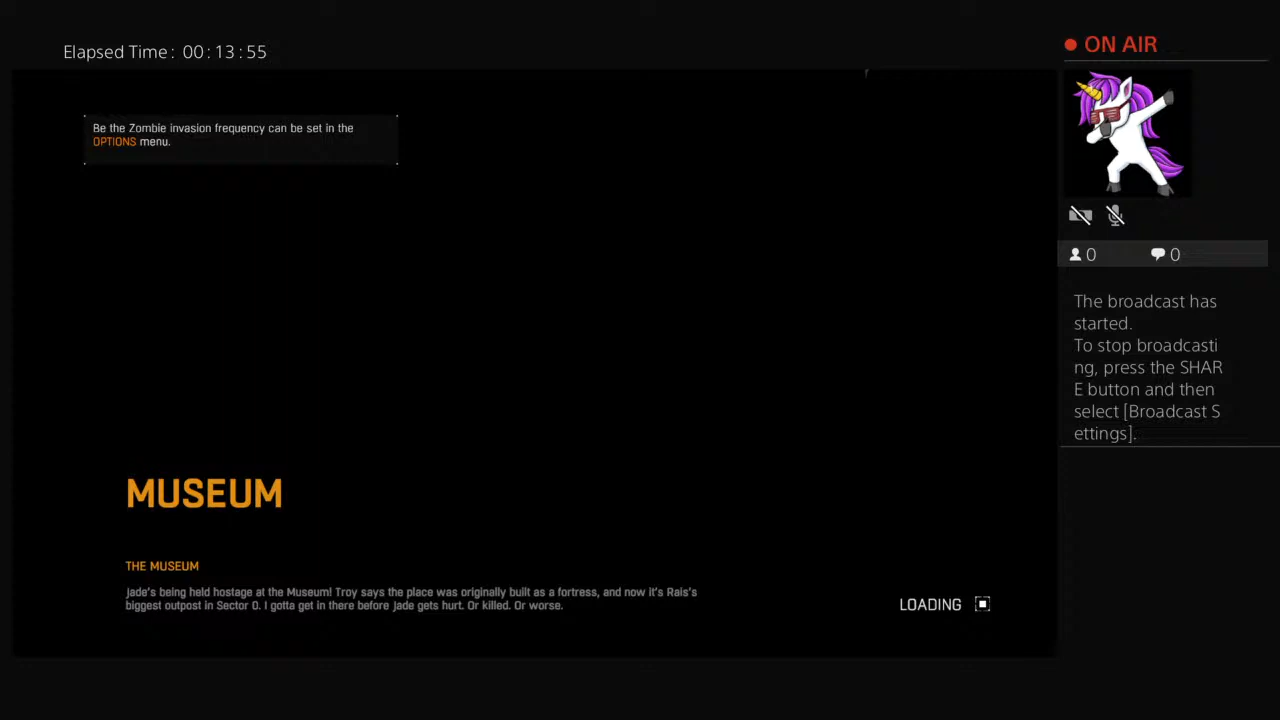 Elapsed Time: 00:13:55
ON AIR
Be the Zombie invasion frequency can be set in the
OPTIONS menu.
0 0
The broadcast has
started.
To stop broadcasti
ng, press the SHAR
E button and then
select [Broadcast S
ettings].
MUSEUM
THE MUSEUM
Jade's being held hostage at the Museum! Troy says the place was originally built as a fortress, and now it's Rais's
biggest outpost in Sector 0. I gotta get in there before Jade gets hurt. Or killed. Or worse.
LOADING